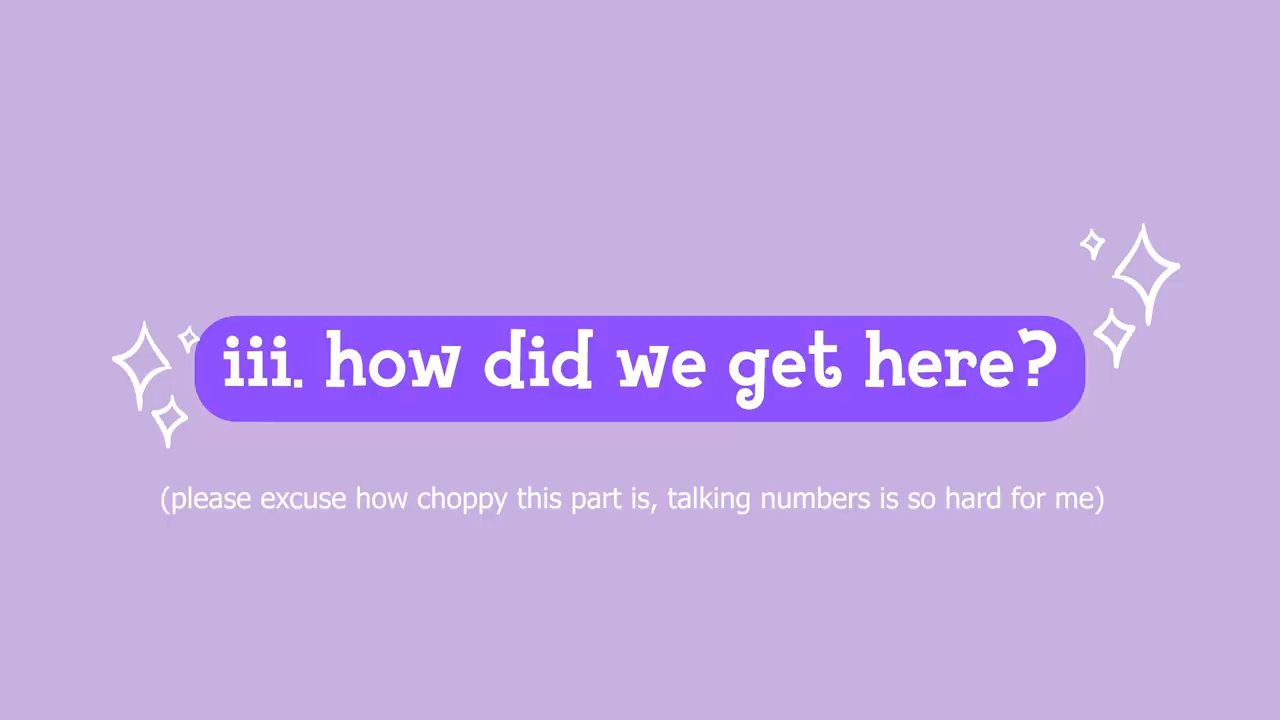 iii. how did we get here?
(please excuse how choppy this part is, talking numbers is so hard for me)